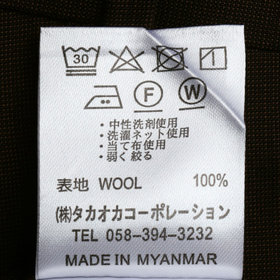 30
F W
・中性洗剤使用
・洗濯ネット使用
・当て布使用
・弱く絞る
表地 WOOL 100%
(株)タカオカコーポレーション
TEL 058-394-3232
MADE IN MYANMAR